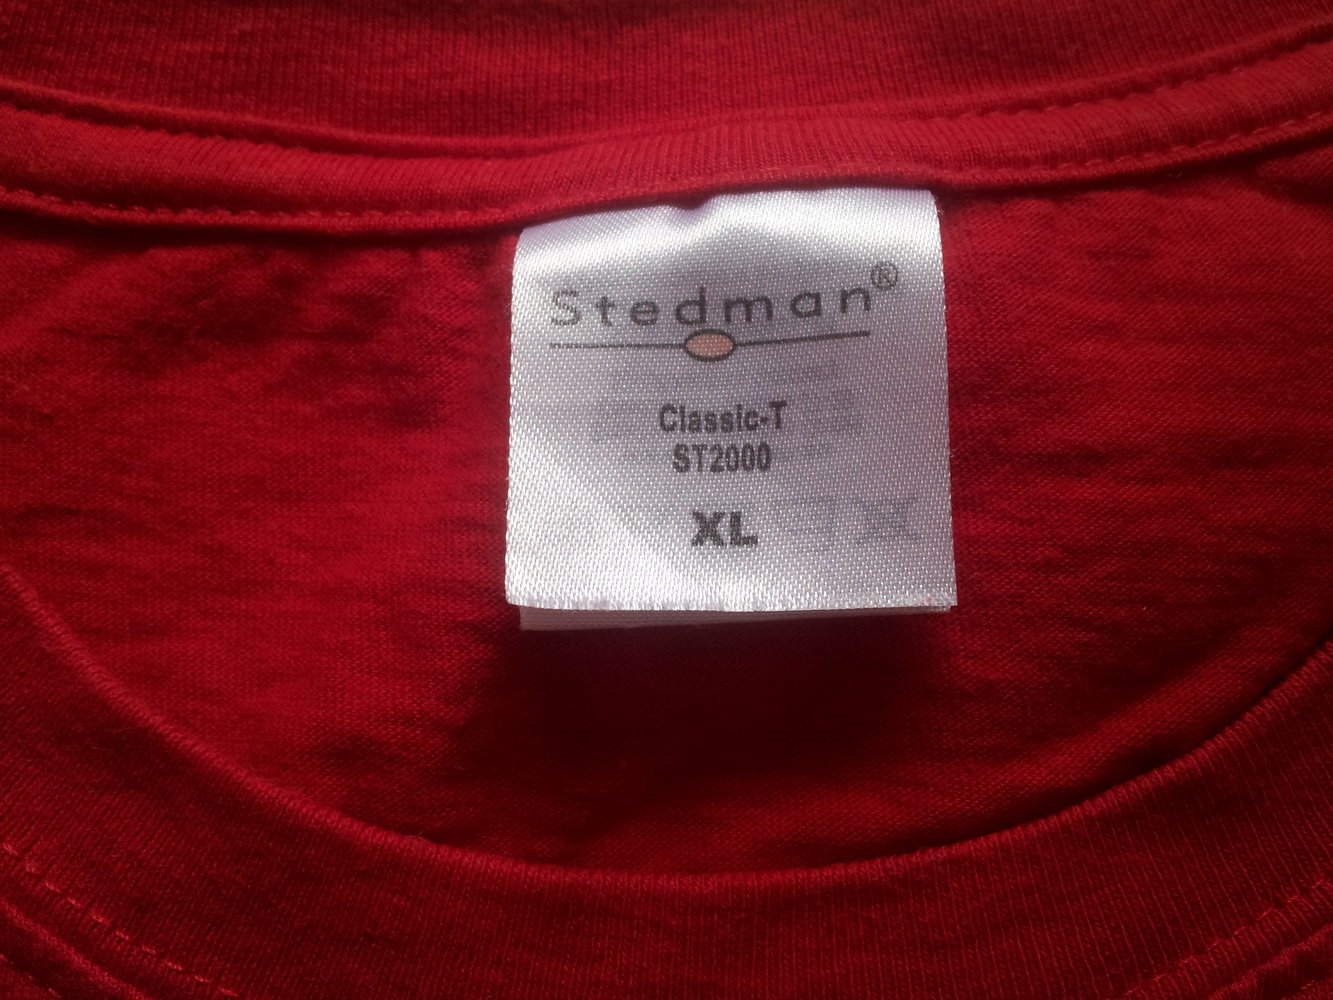 Stedman®
Classic-T
ST2000
XL